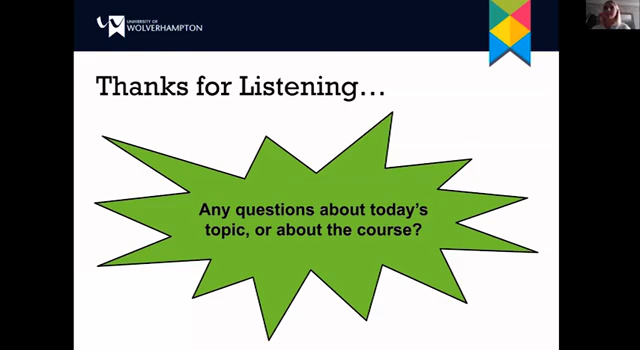 UNIVERSITY OF
WOLVERHAMPTON
Thanks for Listening…
Any questions about today's
topic, or about the course?